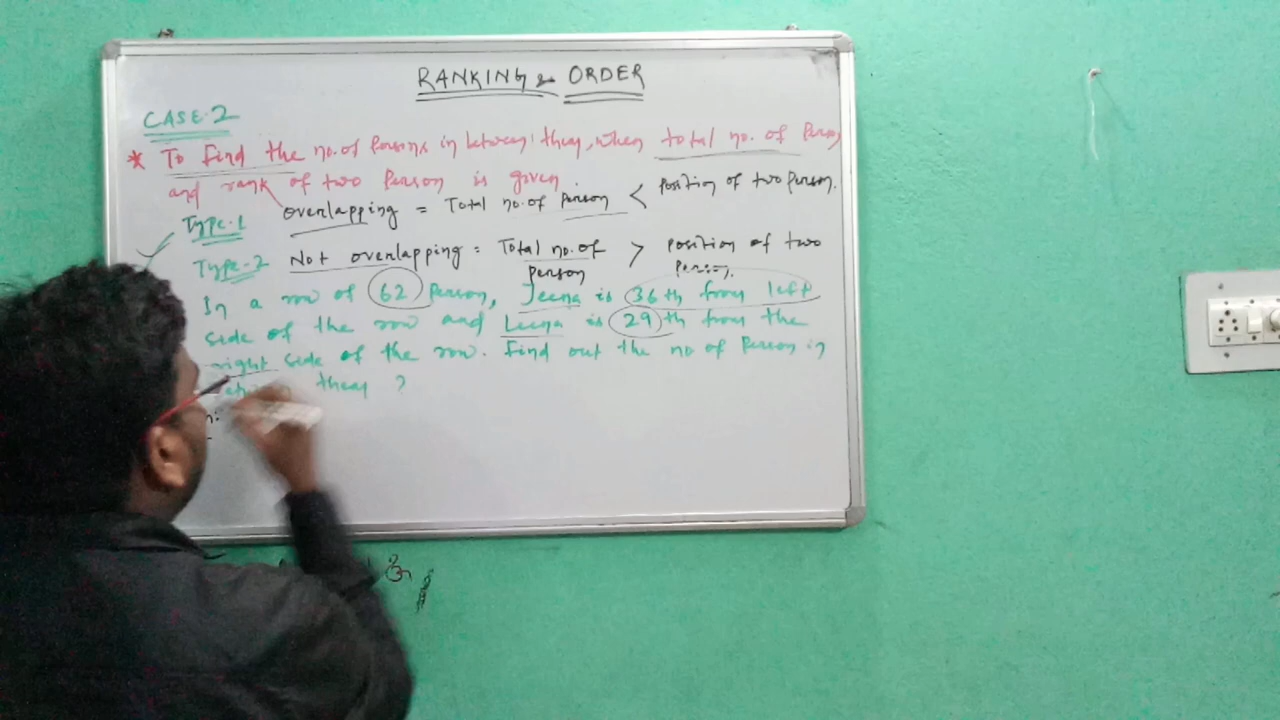 RANKING & ORDER
CASE-2
* To find the no. of Persons in between them, when total no. of Person
and rank of two Person is given.
Type-1 overlapping = Total no. of person < Position of two person.
Type-2 Not overlapping = Total no. of person > position of two person.
In a row of 62 person, Jeena is 36th from left
side of the row and Leena is 29th from the
right side of the row. Find out the no of Person in
them ?